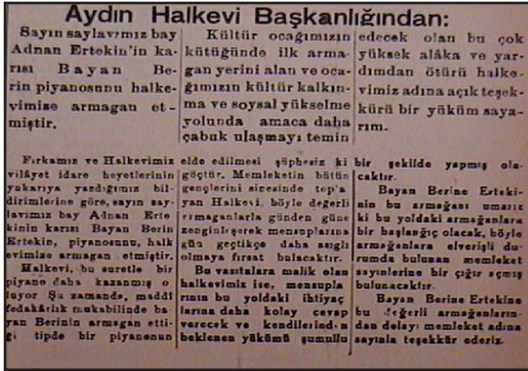 Aydın Halkevi Başkanlığından:
Sayın saylavımız bay
Adnan Ertekin'in ka-
rısı Bayan Be-
rin piyanosunu halke-
vimize armagan et-
miştir.
Kültür ocağımızın
kütüğünde ilk arma-
gan yerini alan ve oca-
ğımızın kültür kalkın-
ma ve soysal yükselme
yolunda amaca daha
çabuk ulaşmayı temin
edecek olan bu çok
yüksek alâka ve yar-
dımdan ötürü halke-
vimiz adına açık teşek-
kürü bir yüküm saya-
rım.
Fırkamız ve Halkevimiz
vilâyet idare heyetlerinin
yukarıya yazdığımız bil-
dirimlerine göre, sayın say-
lavımız bay Adnan Erte
kinin karısı Bayan Berin
Ertekin, piyanosunu, halk
evimize armagan etmiştir.
Halkevi, bu suretle bir
piyano daha kazanmış o
luyor Şu zamanda, maddî
fedakârlık mukabilinde ba
yan Berinin armagan etti-
ği tipde bir piyanonun
elde edilmesi şüphesiz ki
göçtür. Memleketin bütün
gençlerini sinesinde top'a
yan Halkevi, böyle değerli
ermaganlarla günden güne
zenginleşerek mensuplarına
gün geçtikçe daha asıglı
olmaya fırsat bulacaktır.
Bu vasıtalara malik olan
halkevimiz ise, mensupla
rının bu yoldaki ihtiyaç
larına daha kolay cevap
verecek ve kendilerinden
beklenen yükümü şumullu
bir şekilde yapmış ola-
caktır.
Bayan Berine Erteki-
nin bu armağanı umarız
ki bu yoldaki armağanlara
bir başlangıç olacak, böyle
armağanlara elverişli du-
rumda bulunan memleket
sayınlerine bir çığır açmış
bulunacaktır.
Bayan Berine Ertekine
bu değerli armağanların-
dan delayı memleket adına
sayınla teşekkür ederiz.